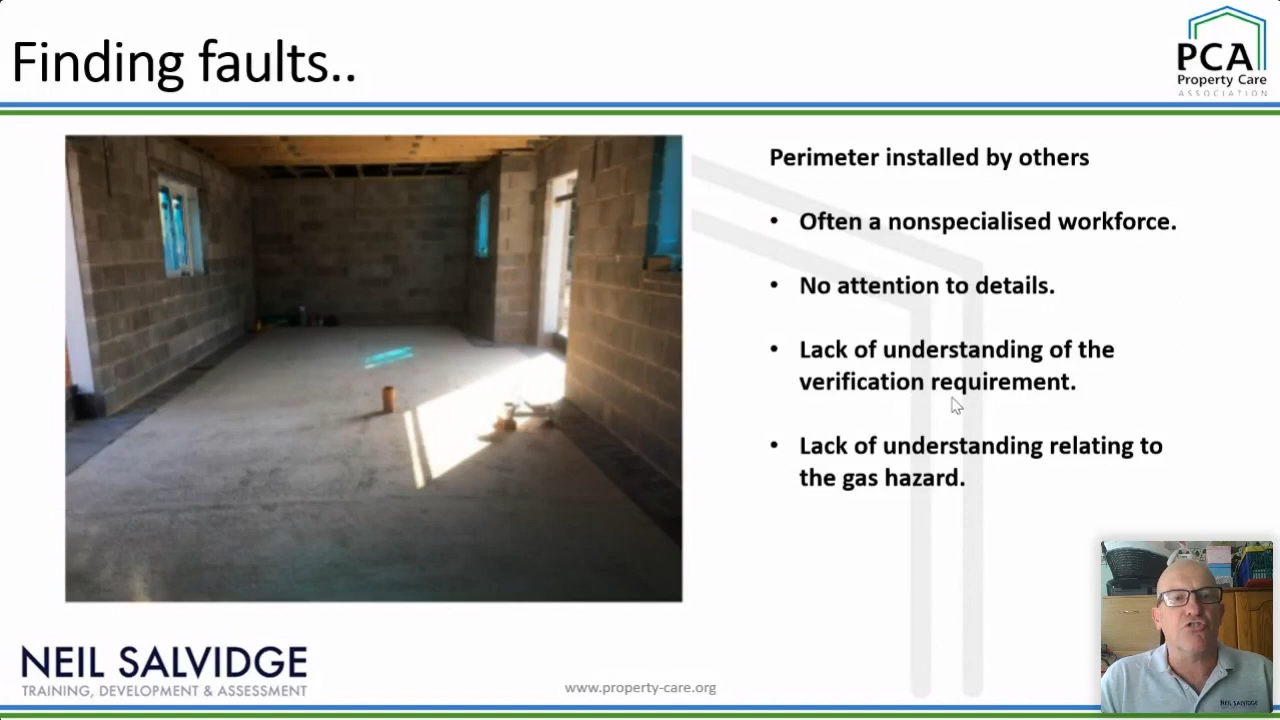 Finding faults..
PCA
Property Care
ASSOCIATION
Perimeter installed by others
• Often a nonspecialised workforce.
• No attention to details.
• Lack of understanding of the
verification requirement.
• Lack of understanding relating to
the gas hazard.
NEIL SALVIDGE
TRAINING, DEVELOPMENT & ASSESSMENT
www.property-care.org
NEIL SALVIDGE